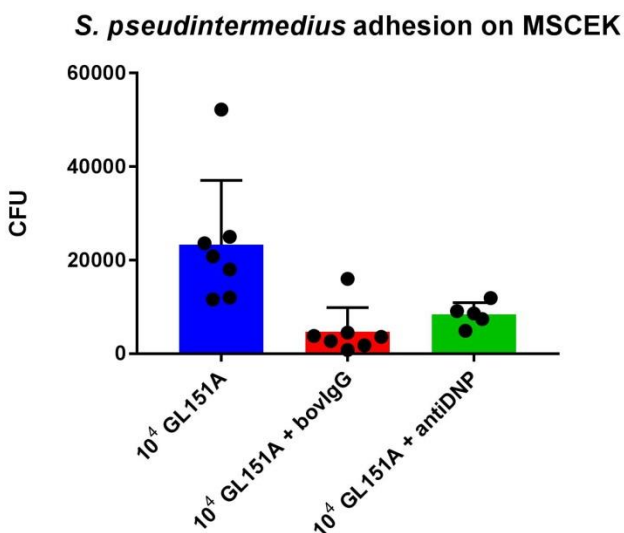 S. pseudintermedius adhesion on MSCEK
CFU
60000
40000
20000
0
10⁴ GL151A
10⁴ GL151A + bovIgG
10⁴ GL151A + antiDNP